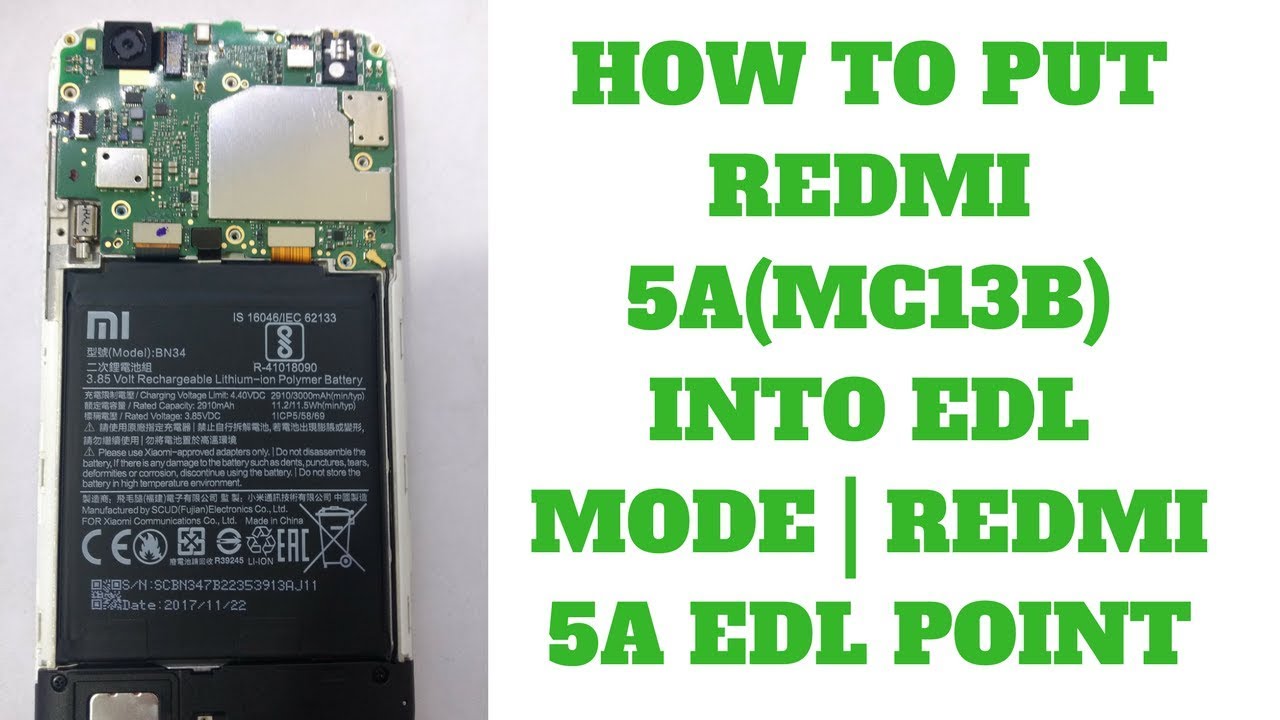 HOW TO PUT
REDMI
5A(MC13B)
INTO EDL
MODE | REDMI
5A EDL POINT
mi
IS 16046/IEC 62133
型號(Model):BN34
R-41018090
二次鋰電池組
3.85 Volt Rechargeable Lithium-ion Polymer Battery
充電限制電壓 / Charging Voltage Limit: 4.40VDC 2910/3000mAh(min/typ)
額定電容量 / Rated Capacity: 2910mAh 11.2/11.5Wh(min/typ)
標稱電壓 / Rated Voltage: 3.85VDC 1ICP5/58/69
請使用原廠指定充電器 | 禁止自行拆解電池,若電池出現膨脹或變形,
請勿繼續使用 | 勿將電池置於高溫環境
Please use Xiaomi-approved adapters only. | Do not disassemble the
battery. If there is any damage to the battery such as dents, punctures, tears,
deformities or corrosion, discontinue using the battery. | Do not store the
battery in high temperature environment.
製造商: 飛毛腿(福建)電子有限公司 監 製: 小米通訊技術有限公司 中國製造
Manufactured by SCUD(Fujian)Electronics Co., Ltd.
FOR Xiaomi Communications Co., Ltd. Made in China
CE
EAC
廢電池請回收 R39245 LI-ION
S/N:SCBN347B22353913AJ11
Date:2017/11/22